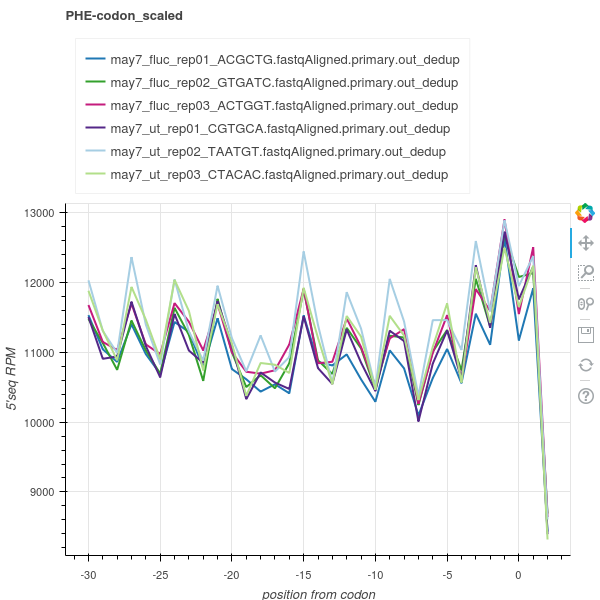 PHE-codon_scaled
may7_fluc_rep01_ACGCTG.fastqAligned.primary.out_dedup
may7_fluc_rep02_GTGATC.fastqAligned.primary.out_dedup
may7_fluc_rep03_ACTGGT.fastqAligned.primary.out_dedup
may7_ut_rep01_CGTGCA.fastqAligned.primary.out_dedup
may7_ut_rep02_TAATGT.fastqAligned.primary.out_dedup
may7_ut_rep03_CTACAC.fastqAligned.primary.out_dedup
13000
12000
11000
10000
9000
5'seq RPM
-30 -25 -20 -15 -10 -5 0
position from codon